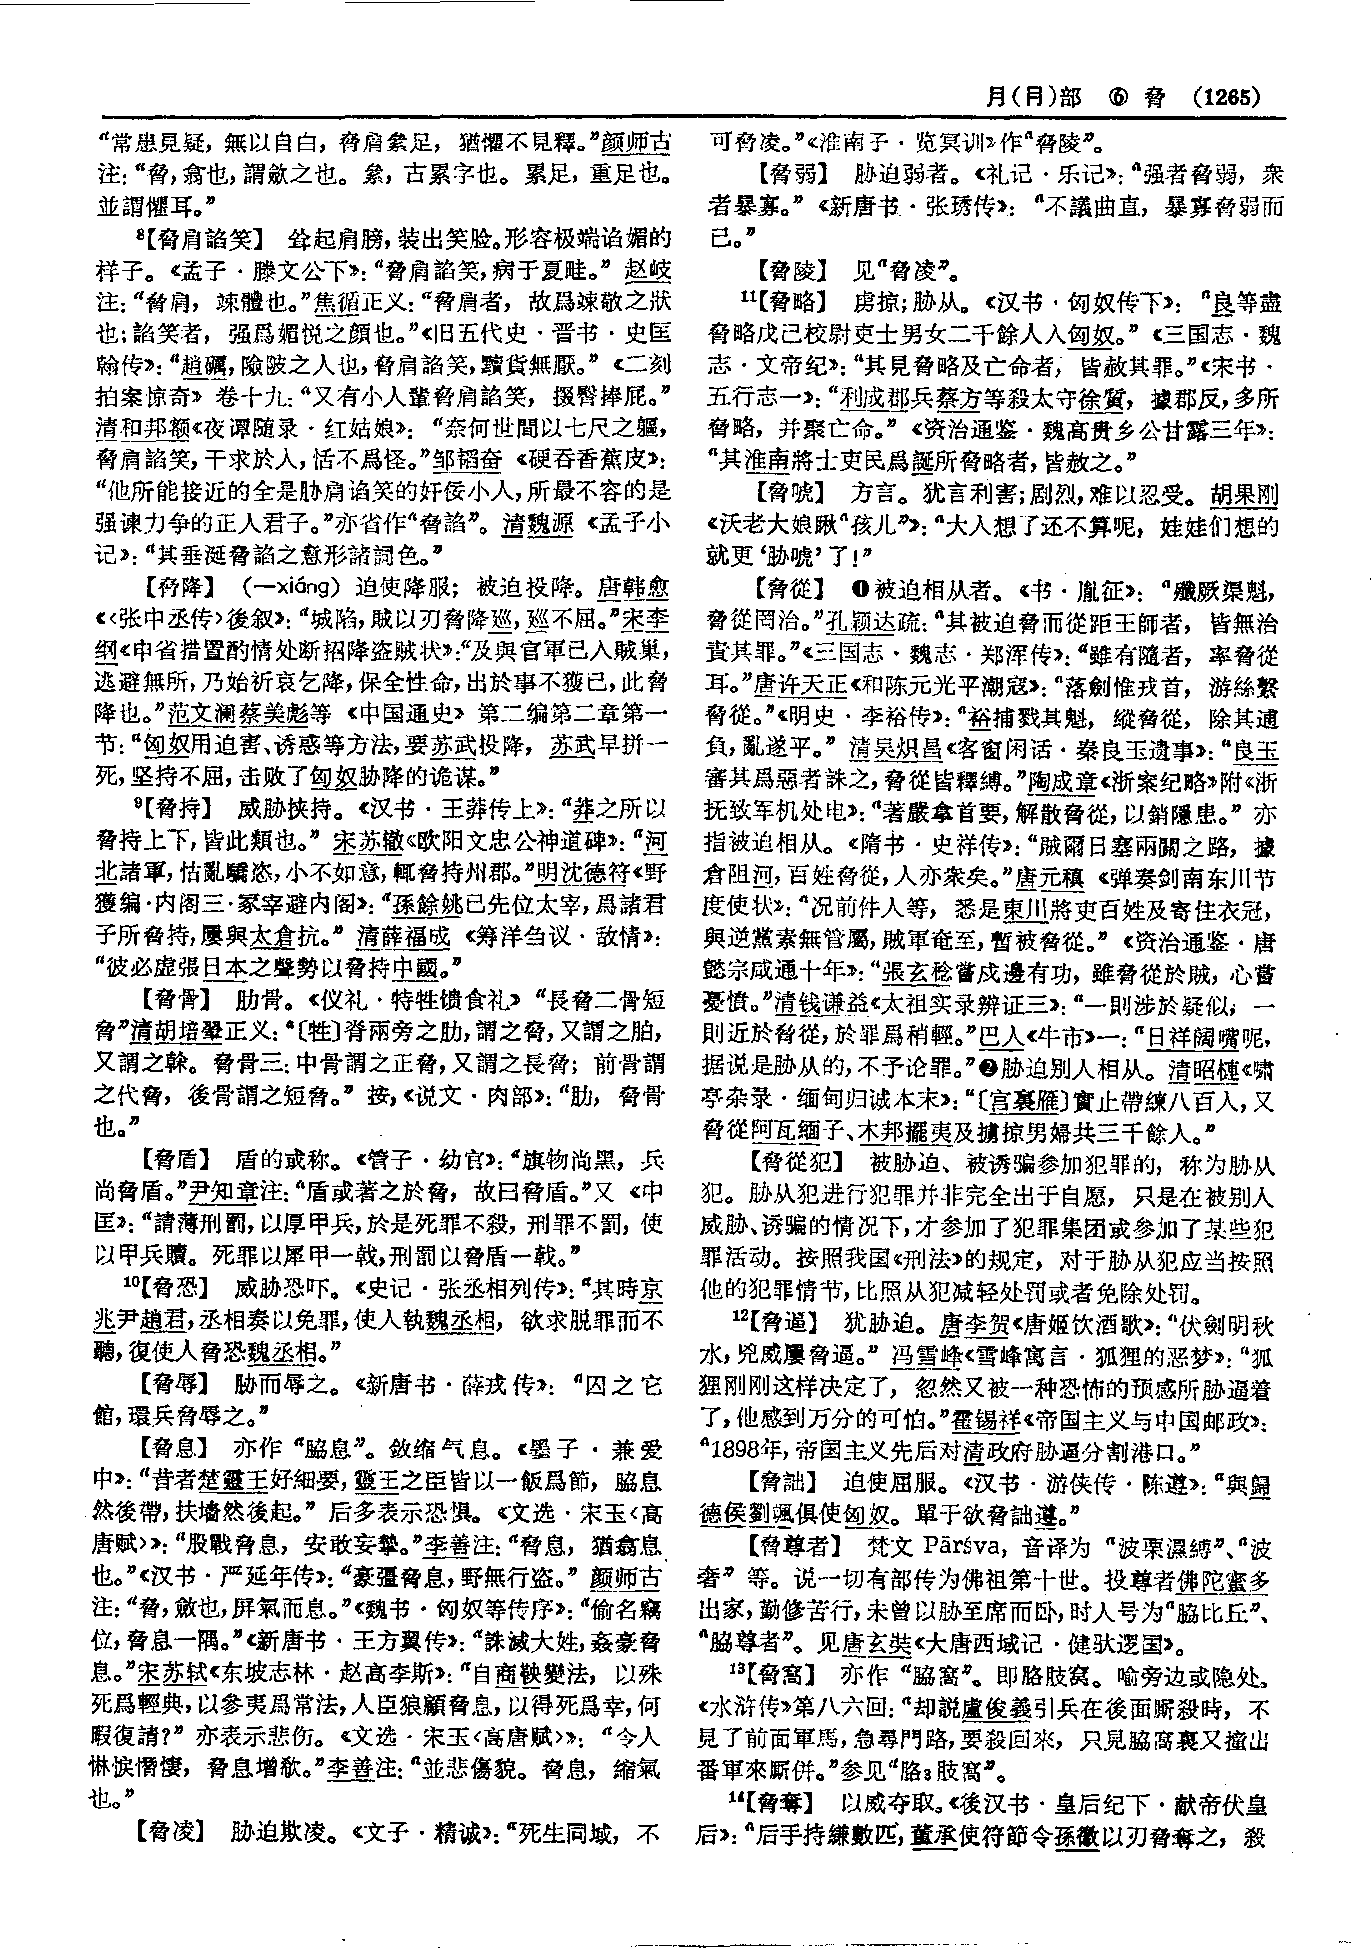 月(⺼)部 ⑥ 脅 (1265)
“常患見疑，無以自白，脅肩絫足，猶懼不見釋。”颜师古
注：“脅，翕也，謂斂之也。絫，古累字也。累足，重足也。
並謂懼耳。”
⁸【脅肩諂笑】 耸起肩膀，装出笑脸。形容极端谄媚的
样子。《孟子·滕文公下》：“脅肩諂笑，病于夏畦。”赵岐
注：“脅肩，竦體也。”焦循正义：“脅肩者，故爲竦敬之狀
也；諂笑者，强爲媚悦之顔也。”《旧五代史·晋书·史匡
翰传》：“趙礪，險詖之人也，脅肩諂笑，黷貨無厭。”《二刻
拍案惊奇》卷十九：“又有小人輩脅肩諂笑，掇臀捧屁。”
清和邦额《夜谭随录·红姑娘》：“奈何世間以七尺之軀，
脅肩諂笑，干求於人，恬不爲怪。”邹韬奋《硬吞香蕉皮》：
“他所能接近的全是胁肩谄笑的奸佞小人，所最不容的是
强谏力争的正人君子。”亦省作“脅諂”。清魏源《孟子小
记》：“其垂涎脅諂之愈形諸詞色。”
【脅降】 （—xiáng）迫使降服；被迫投降。唐韩愈
《〈张中丞传〉後叙》：“城陷，賊以刃脅降巡，巡不屈。”宋李
纲《申省措置酌情处断招降盗贼状》：“及與官軍已入賊巢，
逃避無所，乃始祈哀乞降，保全性命，出於事不獲已，此脅
降也。”范文澜蔡美彪等《中国通史》第二编第二章第一
节：“匈奴用迫害、诱惑等方法，要苏武投降，苏武早拼一
死，坚持不屈，击败了匈奴胁降的诡谋。”
⁹【脅持】 威胁挟持。《汉书·王莽传上》：“莽之所以
脅持上下，皆此類也。”宋苏辙《欧阳文忠公神道碑》：“河
北諸軍，怙亂驕恣，小不如意，輒脅持州郡。”明沈德符《野
獲编·内阁三·冢宰避内阁》：“孫餘姚已先位太宰，爲諸君
子所脅持，屢與太倉抗。”清薛福成《筹洋刍议·敌情》：
“彼必虚張日本之聲勢以脅持中國。”
【脅骨】 肋骨。《仪礼·特牲馈食礼》“長脅二骨短
脅”清胡培翚正义：“〔牲〕脊兩旁之肋，謂之脅，又謂之胉，
又謂之榦。脅骨三：中骨謂之正脅，又謂之長脅；前骨謂
之代脅，後骨謂之短脅。”按，《说文·肉部》：“肋，脅骨
也。”
【脅盾】 盾的或称。《管子·幼官》：“旗物尚黑，兵
尚脅盾。”尹知章注：“盾或著之於脅，故曰脅盾。”又《中
匡》：“請薄刑罰，以厚甲兵，於是死罪不殺，刑罪不罰，使
以甲兵贖。死罪以犀甲一戟，刑罰以脅盾一戟。”
¹⁰【脅恐】 威胁恐吓。《史记·张丞相列传》：“其時京
兆尹趙君，丞相奏以免罪，使人執魏丞相，欲求脱罪而不
聽，復使人脅恐魏丞相。”
【脅辱】 胁而辱之。《新唐书·薛戎传》：“囚之它
館，環兵脅辱之。”
【脅息】 亦作“脇息”。敛缩气息。《墨子·兼爱
中》：“昔者楚靈王好細要，靈王之臣皆以一飯爲節，脇息
然後帶，扶墻然後起。”后多表示恐惧。《文选·宋玉〈高
唐赋〉》：“股戰脅息，安敢妄摯。”李善注：“脅息，猶翕息
也。”《汉书·严延年传》：“豪彊脅息，野無行盗。”颜师古
注：“脅，斂也，屏氣而息。”《魏书·匈奴等传序》：“偷名竊
位，脅息一隅。”《新唐书·王方翼传》：“誅滅大姓，姦豪脅
息。”宋苏轼《东坡志林·赵高李斯》：“自商鞅變法，以殊
死爲輕典，以參夷爲常法，人臣狼顧脅息，以得死爲幸，何
暇復請？”亦表示悲伤。《文选·宋玉〈高唐赋〉》：“令人
惏悷憯悽，脅息增欷。”李善注：“並悲傷貌。脅息，縮氣
也。”
【脅凌】 胁迫欺凌。《文子·精诚》：“死生同域，不
可脅凌。”《淮南子·览冥训》作“脅陵”。
【脅弱】 胁迫弱者。《礼记·乐记》：“强者脅弱，衆
者暴寡。”《新唐书·张琇传》：“不議曲直，暴寡脅弱而
已。”
【脅陵】 见“脅凌”。
¹¹【脅略】 虏掠；胁从。《汉书·匈奴传下》：“良等盡
脅略戊己校尉吏士男女二千餘人入匈奴。”《三国志·魏
志·文帝纪》：“其見脅略及亡命者，皆赦其罪。”《宋书·
五行志一》：“利成郡兵蔡方等殺太守徐質，據郡反，多所
脅略，并聚亡命。”《资治通鉴·魏高贵乡公甘露三年》：
“其淮南將士吏民爲誕所脅略者，皆赦之。”
【脅唬】 方言。犹言利害；剧烈，难以忍受。胡果刚
《沃老大娘瞅“孩儿”》：“大人想了还不算呢，娃娃们想的
就更‘胁唬’了！”
【脅從】 ❶被迫相从者。《书·胤征》：“殲厥渠魁，
脅從罔治。”孔颖达疏：“其被迫脅而從距王師者，皆無治
責其罪。”《三国志·魏志·郑浑传》：“雖有隨者，率脅從
耳。”唐许天正《和陈元光平潮寇》：“落劍惟戎首，游絲繫
脅從。”《明史·李裕传》：“裕捕戮其魁，縱脅從，除其逋
負，亂遂平。”清吴炽昌《客窗闲话·秦良玉遗事》：“良玉
審其爲惡者誅之，脅從皆釋縛。”陶成章《浙案纪略》附《浙
抚致军机处电》：“著嚴拿首要，解散脅從，以銷隱患。”亦
指被迫相从。《隋书·史祥传》：“賊爾日塞兩關之路，據
倉阻河，百姓脅從，人亦衆矣。”唐元稹《弹奏剑南东川节
度使状》：“况前件人等，悉是東川將吏百姓及寄住衣冠，
與逆黨素無管屬，賊軍奄至，暫被脅從。”《资治通鉴·唐
懿宗咸通十年》：“張玄稔嘗戍邊有功，雖脅從於賊，心嘗
憂憤。”清钱谦益《太祖实录辨证三》：“一則涉於疑似，一
則近於脅從，於罪爲稍輕。”巴人《牛市》一：“日祥阔嘴呢，
据说是胁从的，不予论罪。”❷胁迫别人相从。清昭槤《啸
亭杂录·缅甸归诚本末》：“〔宫裏雁〕實止帶練八百人，又
脅從阿瓦缅子、木邦擺夷及擄掠男婦共三千餘人。”
【脅從犯】 被胁迫、被诱骗参加犯罪的，称为胁从
犯。胁从犯进行犯罪并非完全出于自愿，只是在被别人
威胁、诱骗的情况下，才参加了犯罪集团或参加了某些犯
罪活动。按照我国《刑法》的规定，对于胁从犯应当按照
他的犯罪情节，比照从犯减轻处罚或者免除处罚。
¹²【脅逼】 犹胁迫。唐李贺《唐姬饮酒歌》：“伏劍明秋
水，兇威屢脅逼。”冯雪峰《雪峰寓言·狐狸的恶梦》：“狐
狸刚刚这样决定了，忽然又被一种恐怖的预感所胁逼着
了，他感到万分的可怕。”霍锡祥《帝国主义与中国邮政》：
“1898年，帝国主义先后对清政府胁逼分割港口。”
【脅詘】 迫使屈服。《汉书·游侠传·陈遵》：“與歸
德侯劉颯俱使匈奴。單于欲脅詘遵。”
【脅尊者】 梵文 Pārśva，音译为“波栗濕縛”、“波
奢”等。说一切有部传为佛祖第十世。投尊者佛陀蜜多
出家，勤修苦行，未曾以胁至席而卧，时人号为“脇比丘”、
“脇尊者”。见唐玄奘《大唐西域记·健驮逻国》。
¹³【脅窩】 亦作“脇窩”。即胳肢窝。喻旁边或隐处。
《水浒传》第八六回：“却説盧俊義引兵在後面厮殺時，不
見了前面軍馬，急尋門路，要殺回來，只見脇窩裏又撞出
番軍來厮併。”参见“胳₃肢窩”。
¹⁴【脅奪】 以威夺取。《後汉书·皇后纪下·献帝伏皇
后》：“后手持縑數匹，董承使符節令孫徽以刃脅奪之，殺